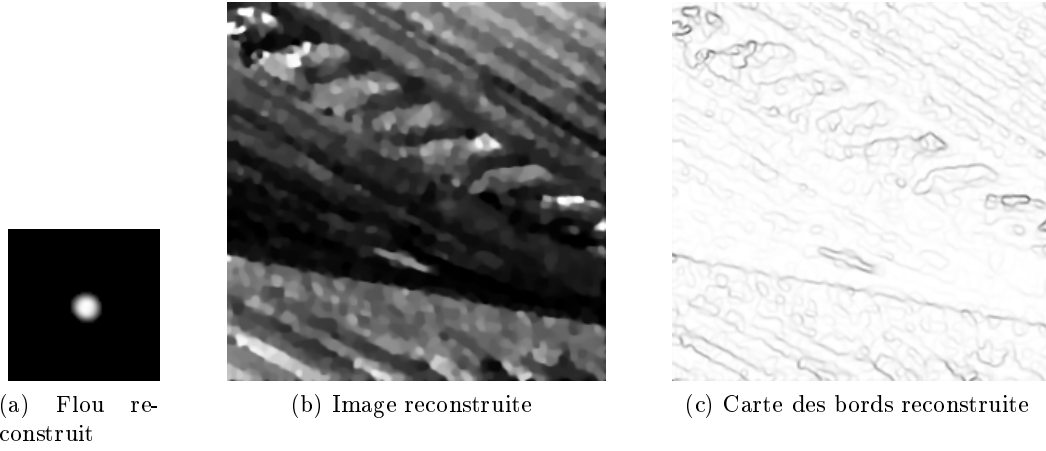 (a) Flou re-
construit
(b) Image reconstruite
(c) Carte des bords reconstruite